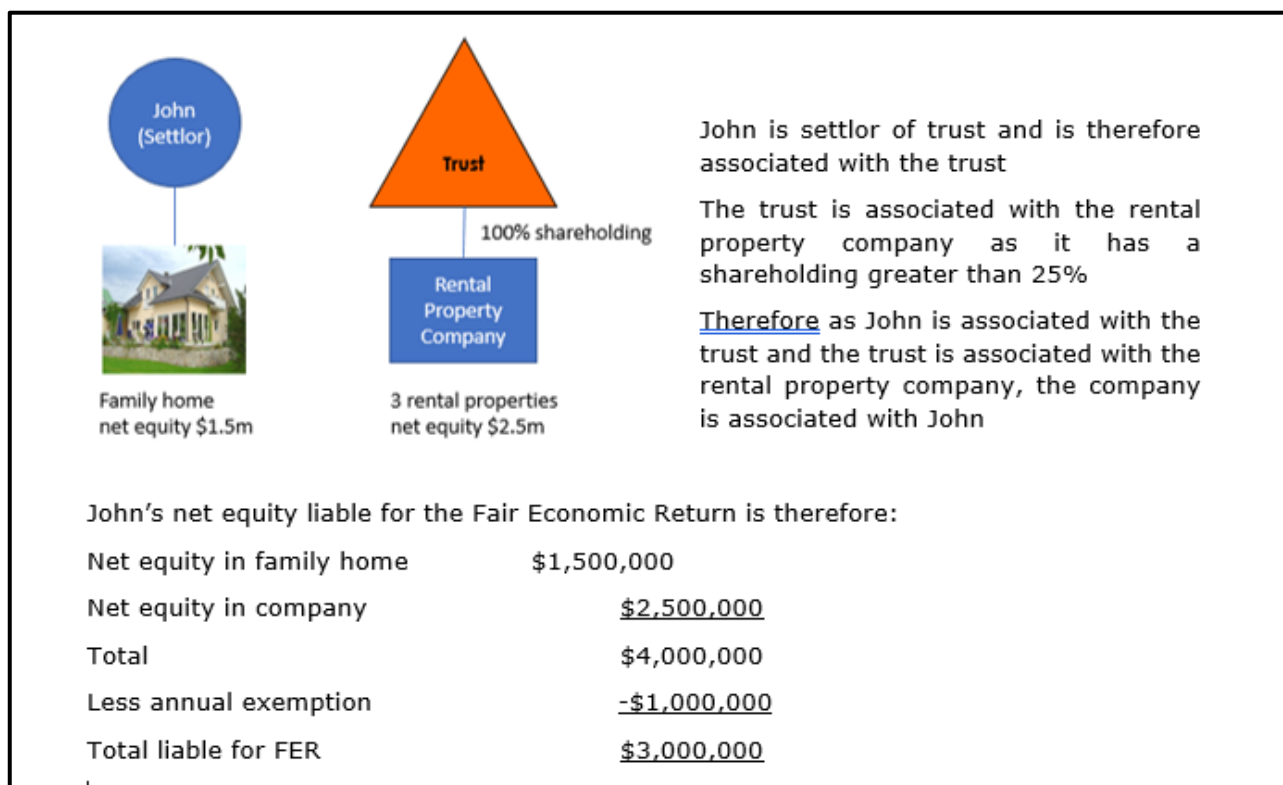 John
(Settlor)
Trust
100% shareholding
Rental
Property
Company
Family home
net equity $1.5m
3 rental properties
net equity $2.5m
John is settlor of trust and is therefore
associated with the trust
The trust is associated with the rental
property company as it has a
shareholding greater than 25%
Therefore as John is associated with the
trust and the trust is associated with the
rental property company, the company
is associated with John
John’s net equity liable for the Fair Economic Return is therefore:
Net equity in family home $1,500,000
Net equity in company $2,500,000
Total $4,000,000
Less annual exemption -$1,000,000
Total liable for FER $3,000,000